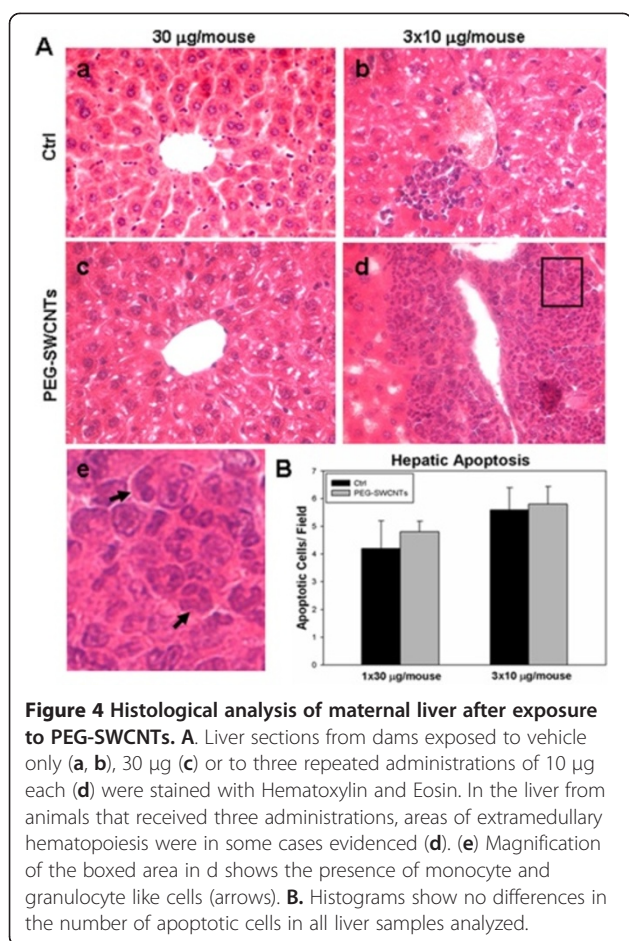 30 µg/mouse
3x10 µg/mouse
A
a
b
Ctrl
c
d
PEG-SWCNTs
e
B
Hepatic Apoptosis
Ctrl
PEG-SWCNTs
Apoptotic Cells/ Field
7
6
5
4
3
2
1
0
1x30 µg/mouse
3x10 µg/mouse
Figure 4 Histological analysis of maternal liver after exposure
to PEG-SWCNTs. A. Liver sections from dams exposed to vehicle
only (a, b), 30 µg (c) or to three repeated administrations of 10 µg
each (d) were stained with Hematoxylin and Eosin. In the liver from
animals that received three administrations, areas of extramedullary
hematopoiesis were in some cases evidenced (d). (e) Magnification
of the boxed area in d shows the presence of monocyte and
granulocyte like cells (arrows). B. Histograms show no differences in
the number of apoptotic cells in all liver samples analyzed.